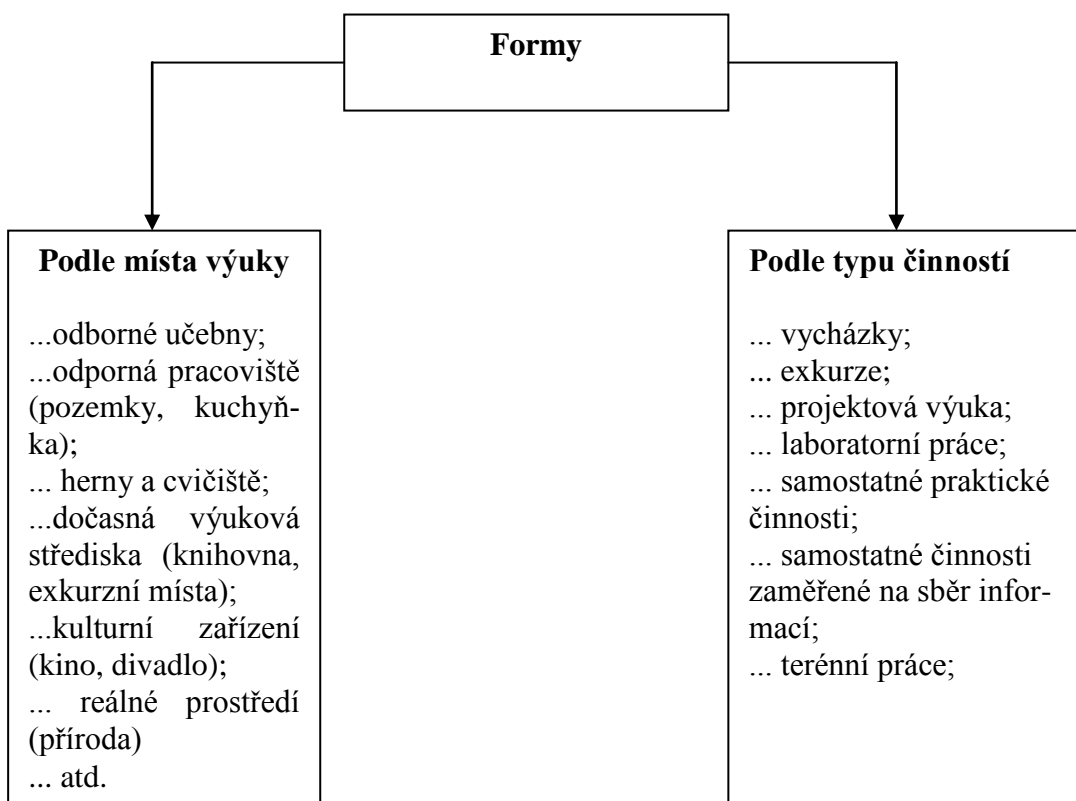 Formy
Podle místa výuky
...odborné učebny;
...odporná pracoviště
(pozemky, kuchyň-
ka);
... herny a cvičiště;
...dočasná výuková
střediska (knihovna,
exkurzní místa);
...kulturní zařízení
(kino, divadlo);
... reálné prostředí
(příroda)
... atd.
Podle typu činností
... vycházky;
... exkurze;
... projektová výuka;
... laboratorní práce;
... samostatné praktické
činnosti;
... samostatné činnosti
zaměřené na sběr infor-
mací;
... terénní práce;